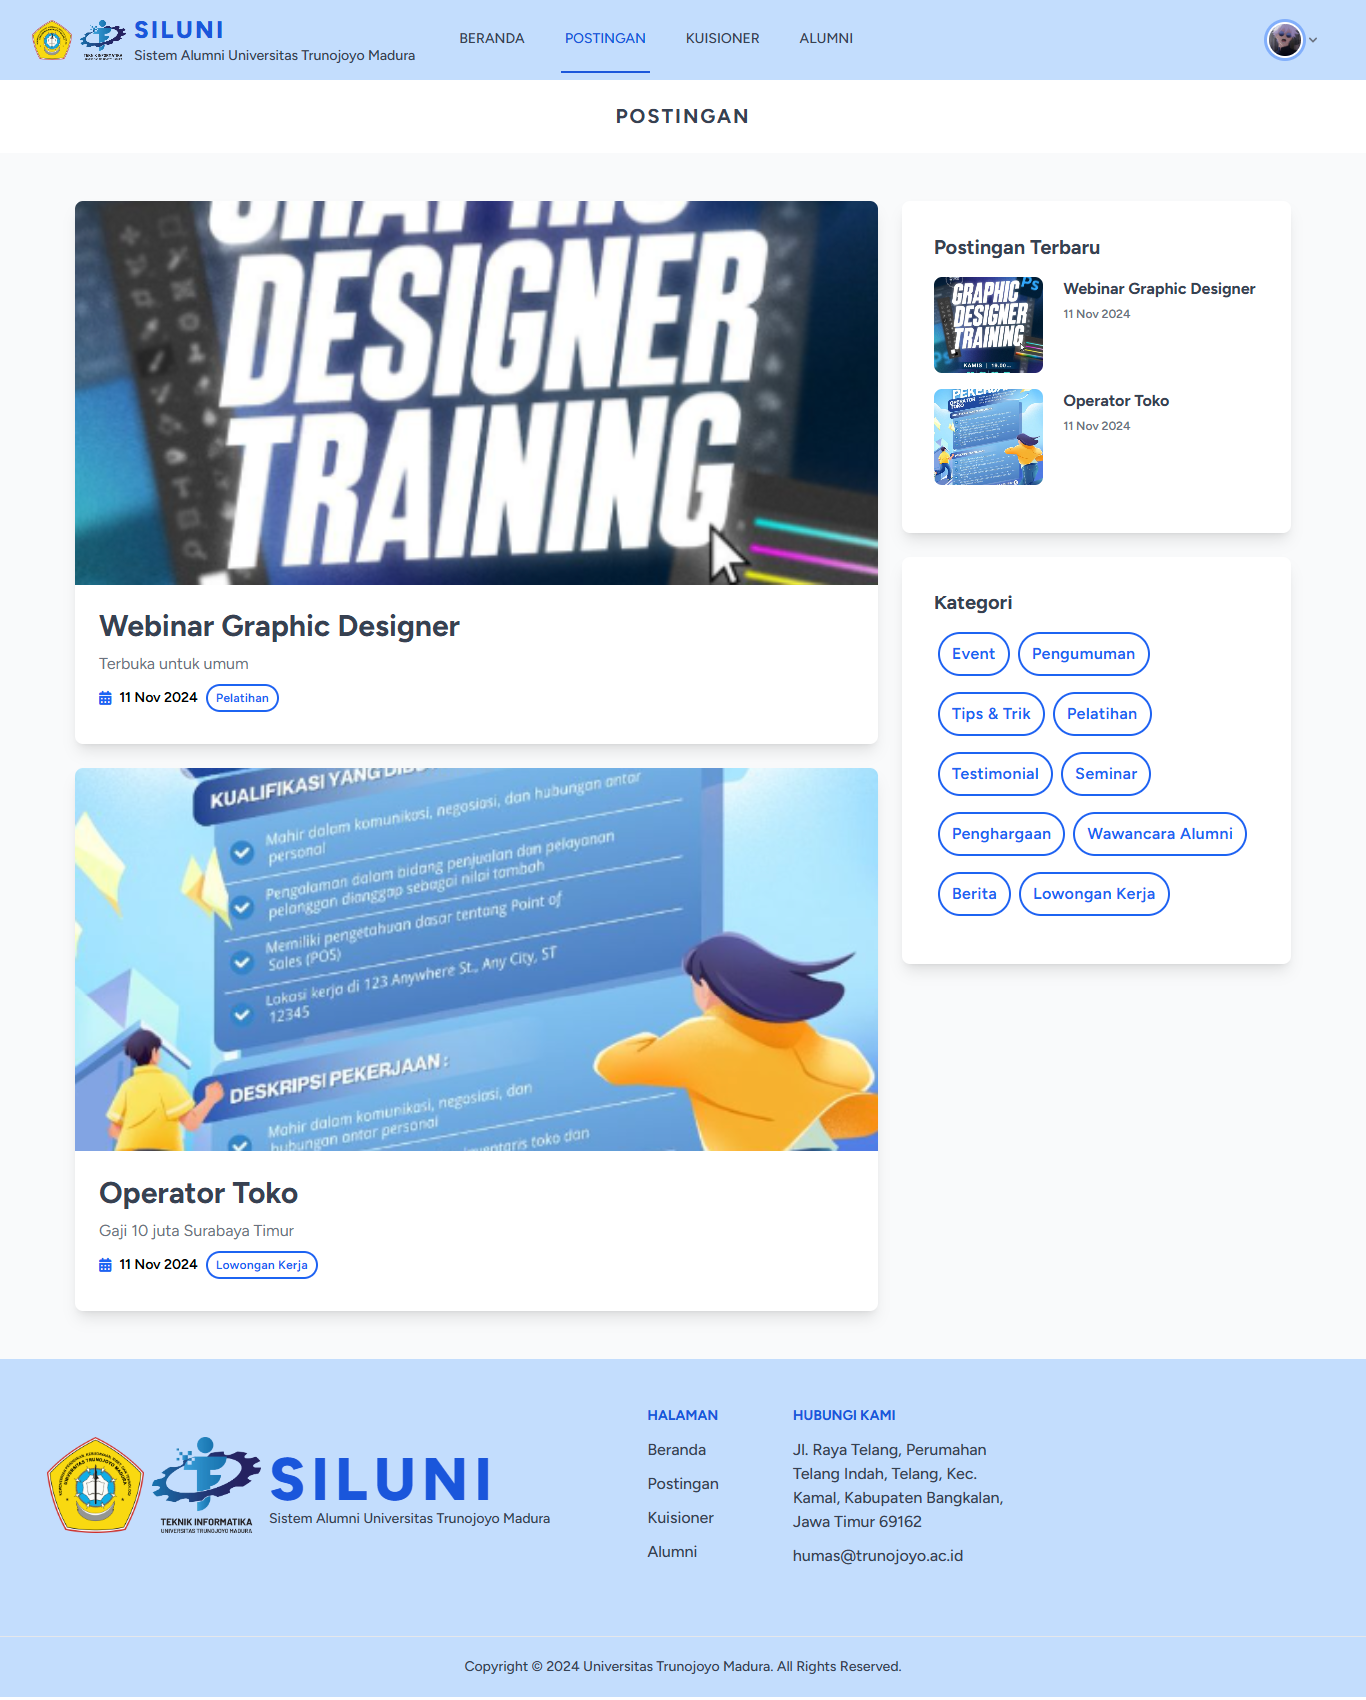 SILUNI
Sistem Alumni Universitas Trunojoyo Madura
BERANDA
POSTINGAN
KUISIONER
ALUMNI
POSTINGAN
DESIGNER
TRAINING
Webinar Graphic Designer
Terbuka untuk umum
11 Nov 2024
Pelatihan
KUALIFIKASI YANG
Mahir dalam komunikasi, negosiasi, dan hubungan antar
personal
Pengalaman dalam bidang penjualan dan pelayanan
pelanggan dianggap sebagai nilai tambah
Memiliki pengetahuan dasar tentang Point of
Sales (POS)
Lokasi kerja di 123 Anywhere St., Any City, ST
12345
DESKRIPSI PEKERJAAN :
Mahir dalam komunikasi, negosiasi, dan
hubungan antar personal
toko dan
Operator Toko
Gaji 10 juta Surabaya Timur
11 Nov 2024
Lowongan Kerja
Postingan Terbaru
GRAPHIC
DESIGNER
TRAINING
KAMIS | 19.00
Webinar Graphic Designer
11 Nov 2024
OPERATOR
TOKO
Operator Toko
11 Nov 2024
Kategori
Event
Pengumuman
Tips & Trik
Pelatihan
Testimonial
Seminar
Penghargaan
Wawancara Alumni
Berita
Lowongan Kerja
TEKNIK INFORMATIKA
UNIVERSITAS TRUNOJOYO MADURA
SILUNI
Sistem Alumni Universitas Trunojoyo Madura
HALAMAN
Beranda
Postingan
Kuisioner
Alumni
HUBUNGI KAMI
Jl. Raya Telang, Perumahan
Telang Indah, Telang, Kec.
Kamal, Kabupaten Bangkalan,
Jawa Timur 69162
humas@trunojoyo.ac.id
Copyright © 2024 Universitas Trunojoyo Madura. All Rights Reserved.